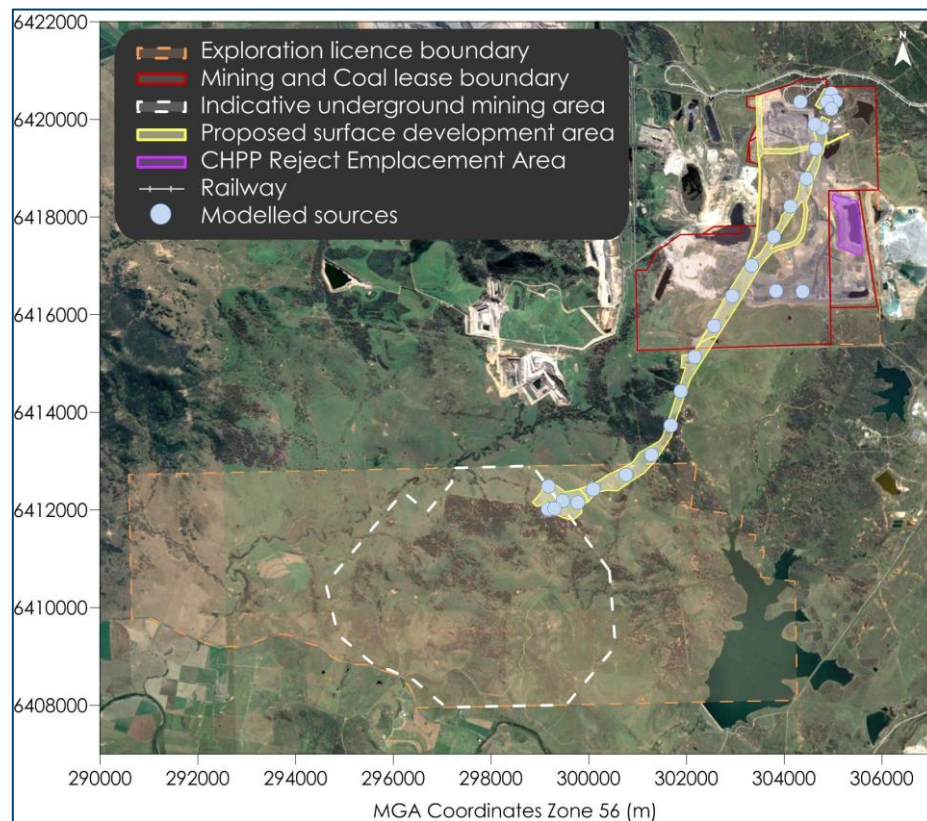 6422000
6420000
6418000
6416000
6414000
6412000
6410000
6408000
N
Exploration licence boundary
Mining and Coal lease boundary
Indicative underground mining area
Proposed surface development area
CHPP Reject Emplacement Area
Railway
Modelled sources
290000 292000 294000 296000 298000 300000 302000 304000 306000
MGA Coordinates Zone 56 (m)